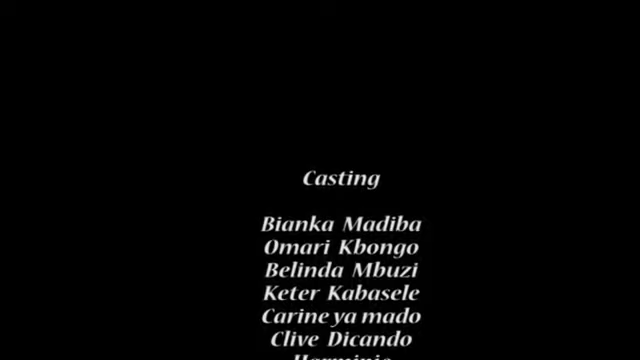 Casting
Bianka Madiba
Omari Kbongo
Belinda Mbuzi
Keter Kabasele
Carine ya mado
Clive Dicando